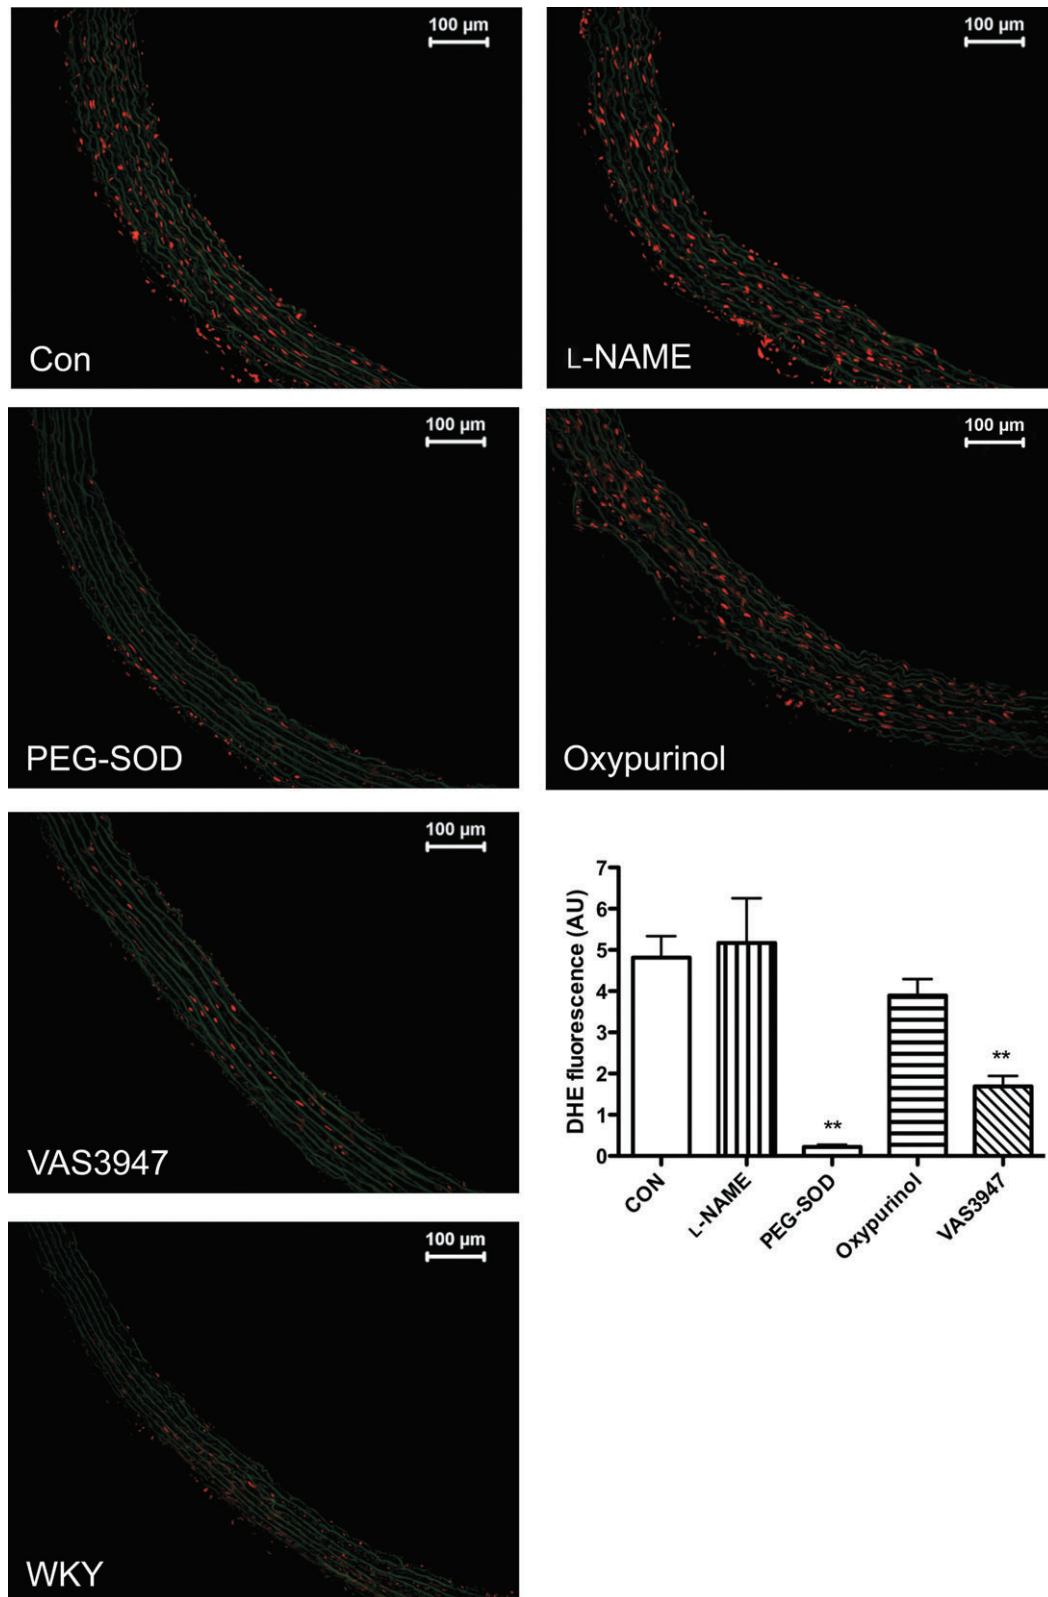 100 µm
Con
100 µm
L-NAME
100 µm
PEG-SOD
100 µm
Oxypurinol
100 µm
VAS3947
7
6
5
4
3
2
1
0
DHE fluorescence (AU)
**
**
CON
L-NAME
PEG-SOD
Oxypurinol
VAS3947
100 µm
WKY